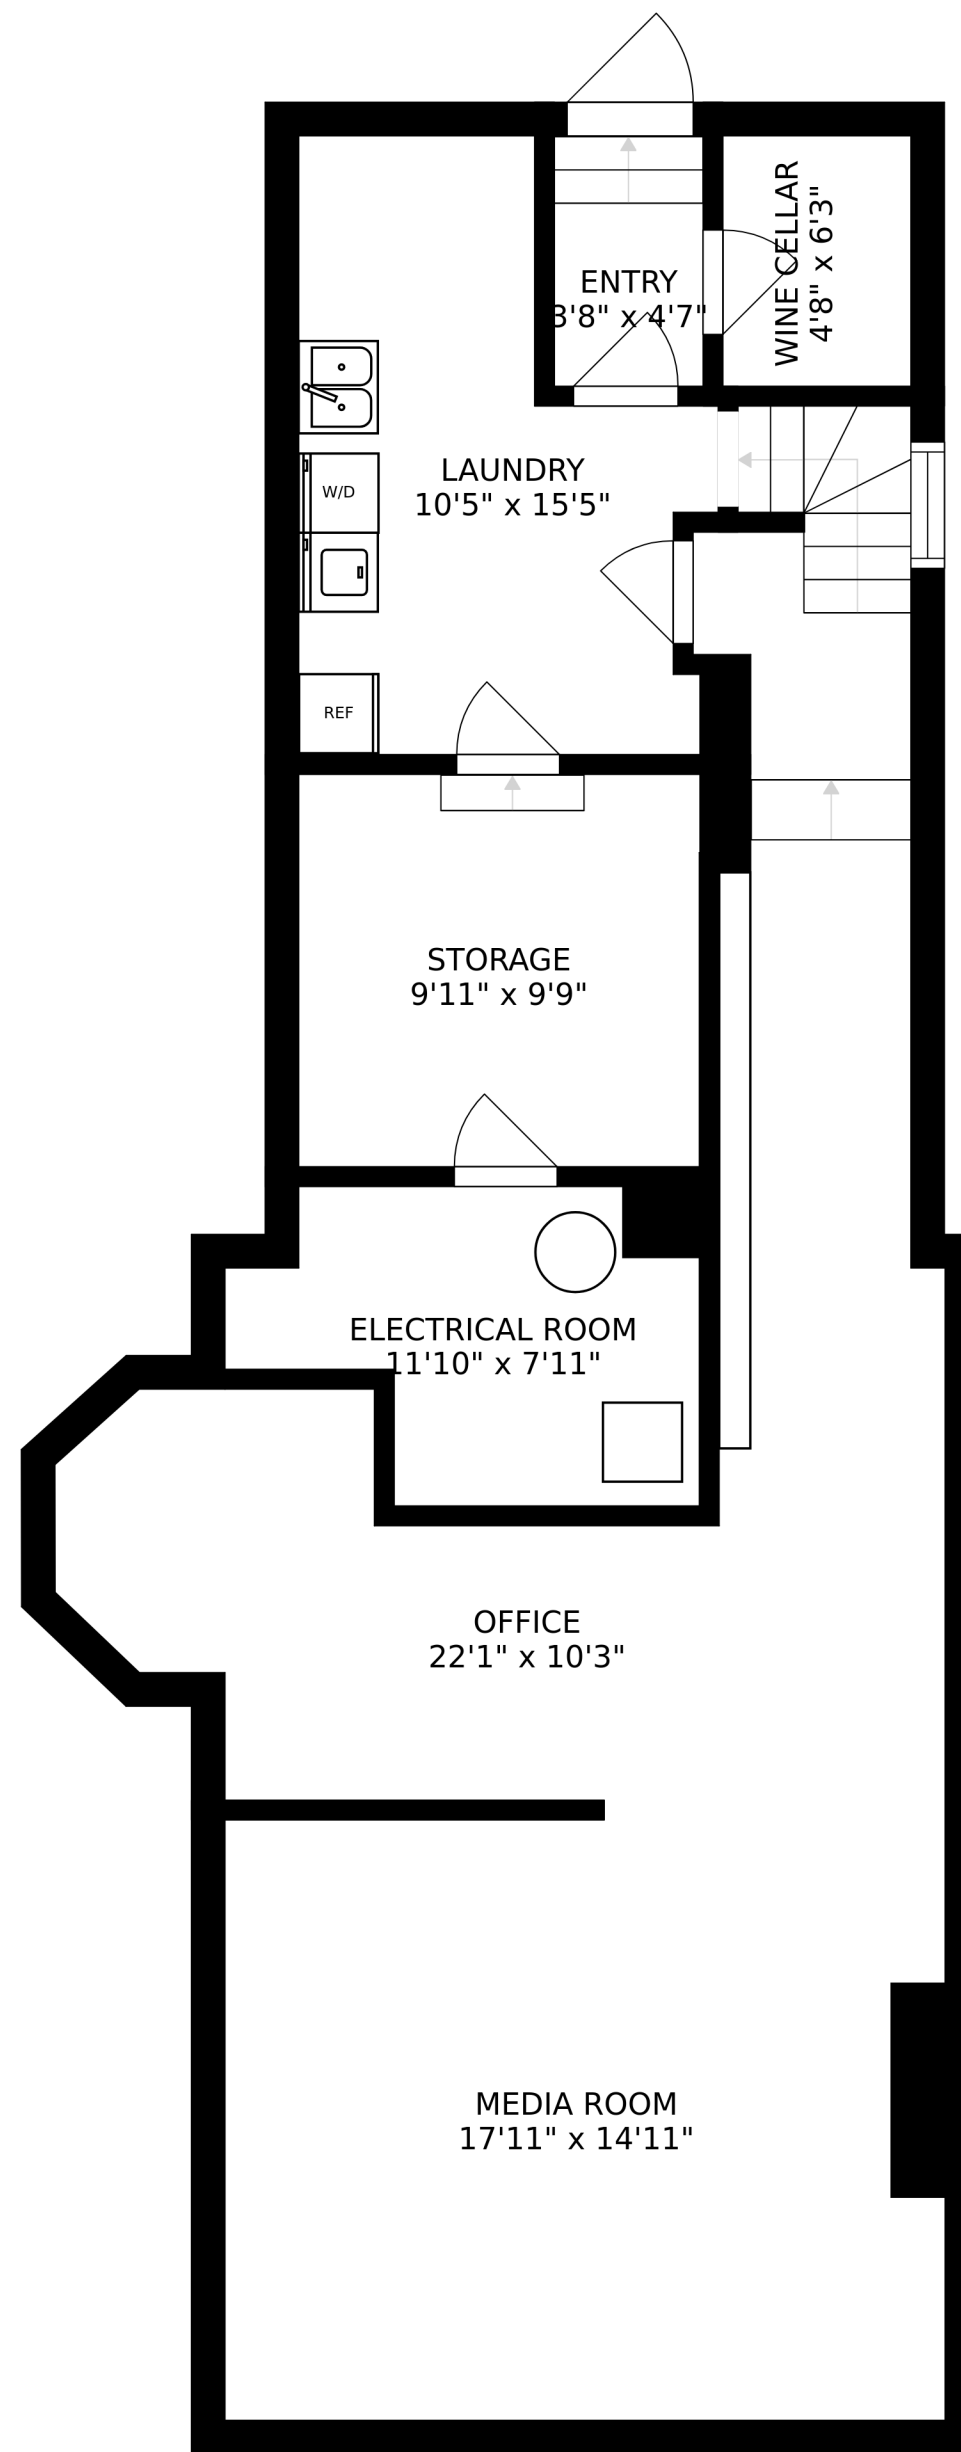 WINE CELLAR
4'8" x 6'3"
ENTRY
3'8" x 4'7"
LAUNDRY
10'5" x 15'5"
W/D
REF
STORAGE
9'11" x 9'9"
ELECTRICAL ROOM
11'10" x 7'11"
OFFICE
22'1" x 10'3"
MEDIA ROOM
17'11" x 14'11"